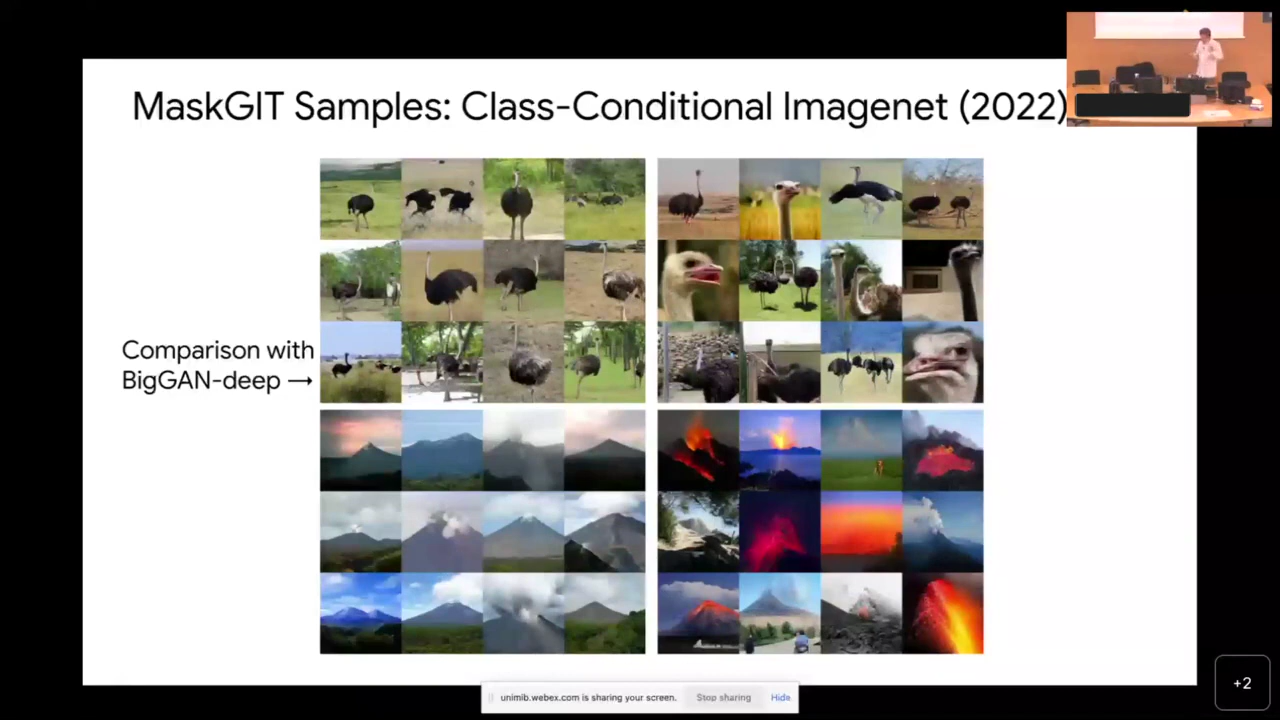 MaskGIT Samples: Class-Conditional Imagenet (2022)
Comparison with
BigGAN-deep →
unimib.webex.com is sharing your screen. Stop sharing Hide
+2